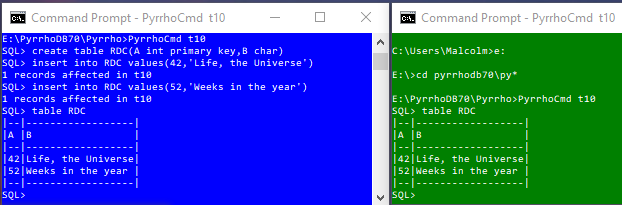 Command Prompt - PyrrhoCmd t10
E:\PyrrhoDB70\Pyrrho>PyrrhoCmd t10
SQL> create table RDC(A int primary key,B char)
SQL> insert into RDC values(42,'Life, the Universe')
1 records affected in t10
SQL> insert into RDC values(52,'Weeks in the year')
1 records affected in t10
SQL> table RDC
|--|------------------|
|A |B                 |
|--|------------------|
|42|Life, the Universe|
|52|Weeks in the year |
|--|------------------|
SQL>
Command Prompt - PyrrhoCmd t10
C:\Users\Malcolm>e:
E:\>cd pyrrhodb70\py*
E:\PyrrhoDB70\Pyrrho>PyrrhoCmd t10
SQL> table RDC
|--|------------------|
|A |B                 |
|--|------------------|
|42|Life, the Universe|
|52|Weeks in the year |
|--|------------------|
SQL>